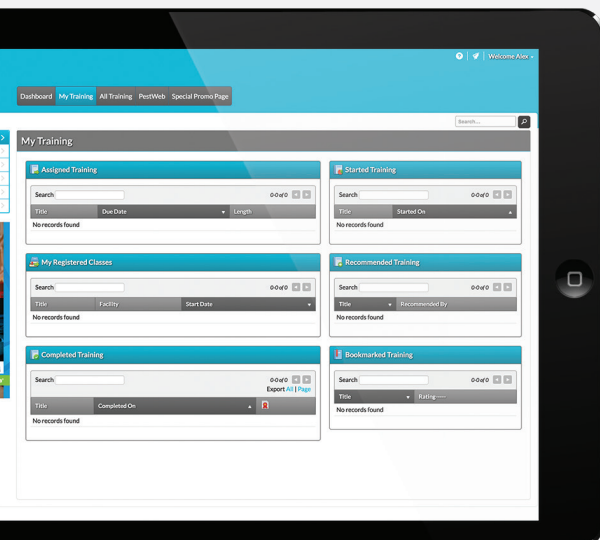 Welcome Alex
Dashboard My Training All Training PestWeb Special Promo Page
Search...
My Training
Assigned Training
Search 0-0 of 0
Title Due Date Length
No records found
Started Training
Search 0-0 of 0
Title Started On
No records found
My Registered Classes
Search 0-0 of 0
Title Facility Start Date
No records found
Recommended Training
Search 0-0 of 0
Title Recommended By
No records found
Completed Training
Search 0-0 of 0
Export All | Page
Title Completed On
No records found
Bookmarked Training
Search 0-0 of 0
Title Rating-----
No records found